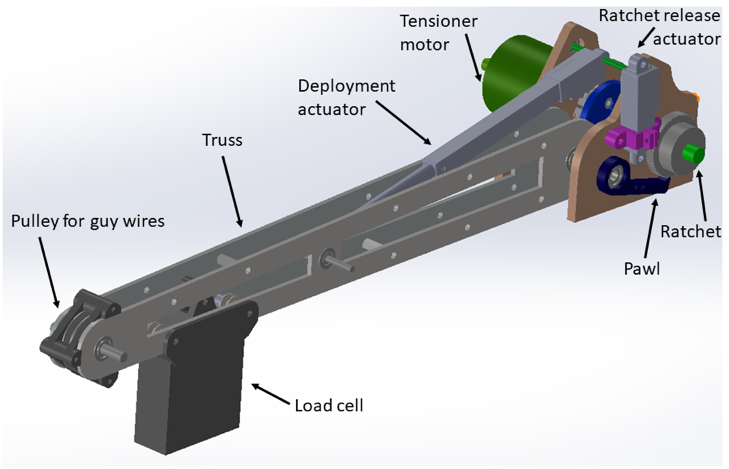 Tensioner
motor
Ratchet release
actuator
Deployment
actuator
Truss
Pulley for guy wires
Ratchet
Pawl
Load cell